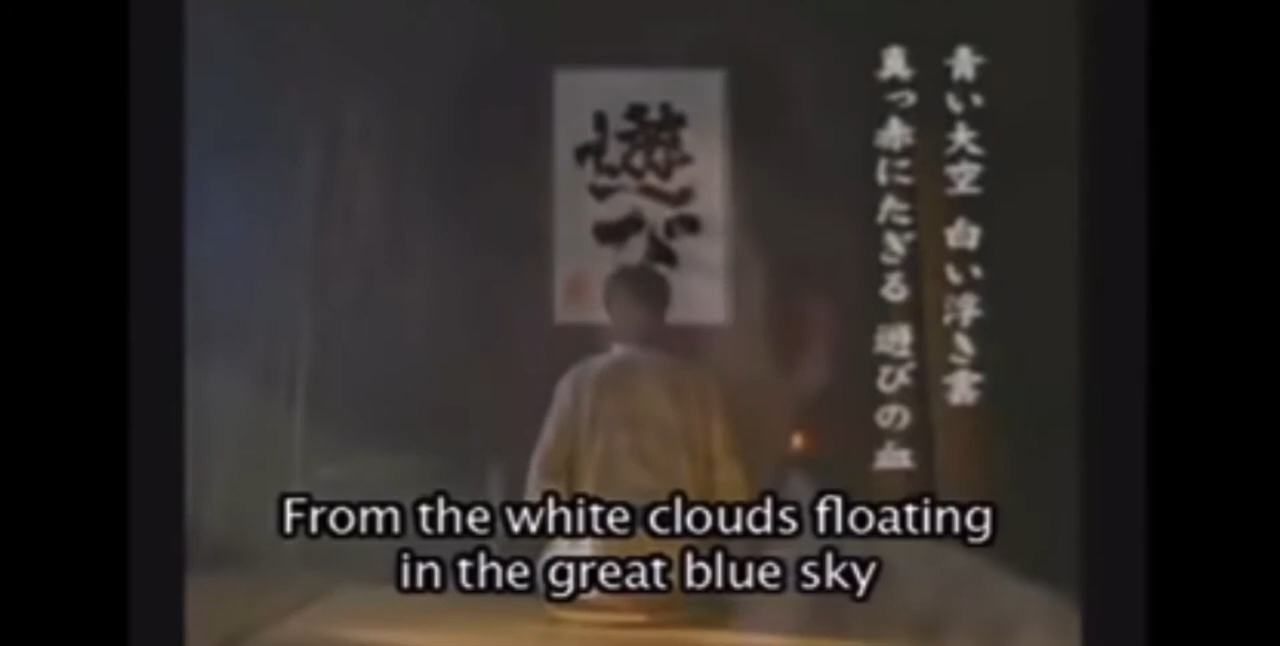 青い大空 白い浮き雲
真っ赤にたぎる 遊びの血
遊べ
From the white clouds floating
in the great blue sky